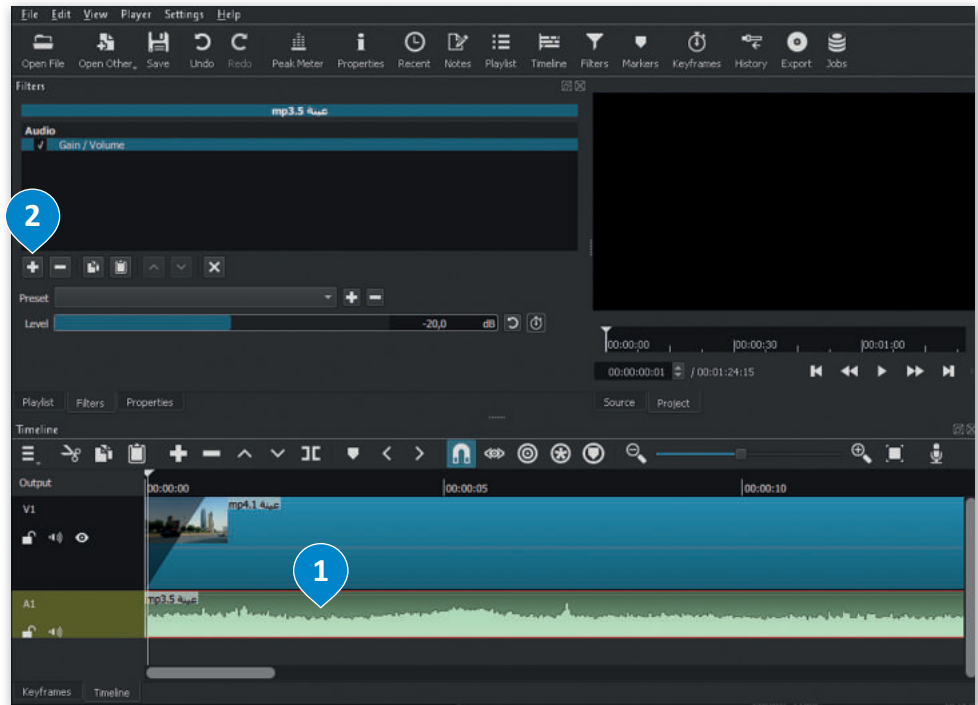 File Edit View Player Settings Help
Open File Open Other... Save Undo Redo Peak Meter Properties Recent Notes Playlist Timeline Filters Markers Keyframes History Export Jobs
Filters
عينة 5.mp3
Audio
Gain / Volume
2
Preset
Level -20,0 dB
00:00:00 00:00:30 00:01:00
00:00:00:01 / 00:01:24:15
Playlist Filters Properties
Source Project
Timeline
Output 00:00:00 00:00:05 00:00:10
V1
عينة 1.mp4
1
A1
عينة 5.mp3
Keyframes Timeline